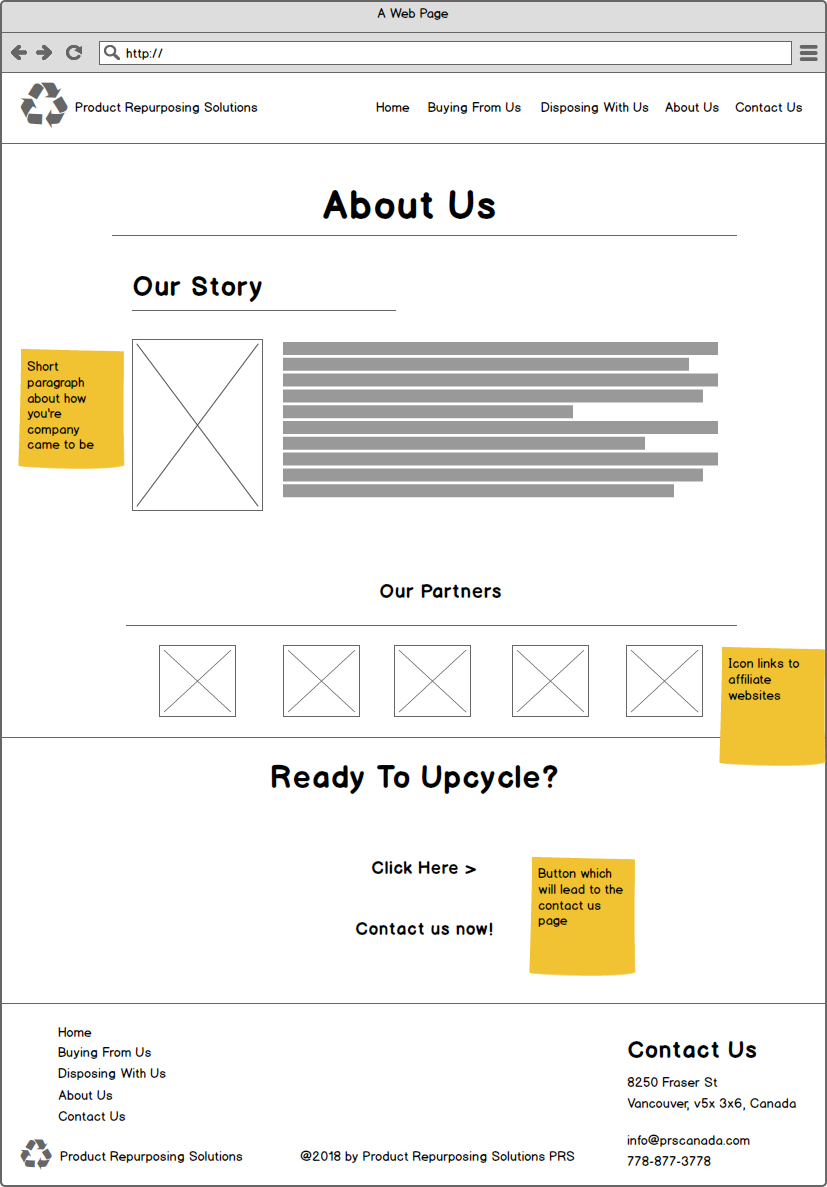 A Web Page
http://
Product Repurposing Solutions
Home
Buying From Us
Disposing With Us
About Us
Contact Us
About Us
Our Story
Short
paragraph
about how
you're
company
came to be
Our Partners
Icon links to
affiliate
websites
Ready To Upcycle?
Click Here >
Button which
will lead to the
contact us
page
Contact us now!
Home
Buying From Us
Disposing With Us
About Us
Contact Us
Product Repurposing Solutions
@2018 by Product Repurposing Solutions PRS
Contact Us
8250 Fraser St
Vancouver, v5x 3x6, Canada
info@prscanada.com
778-877-3778